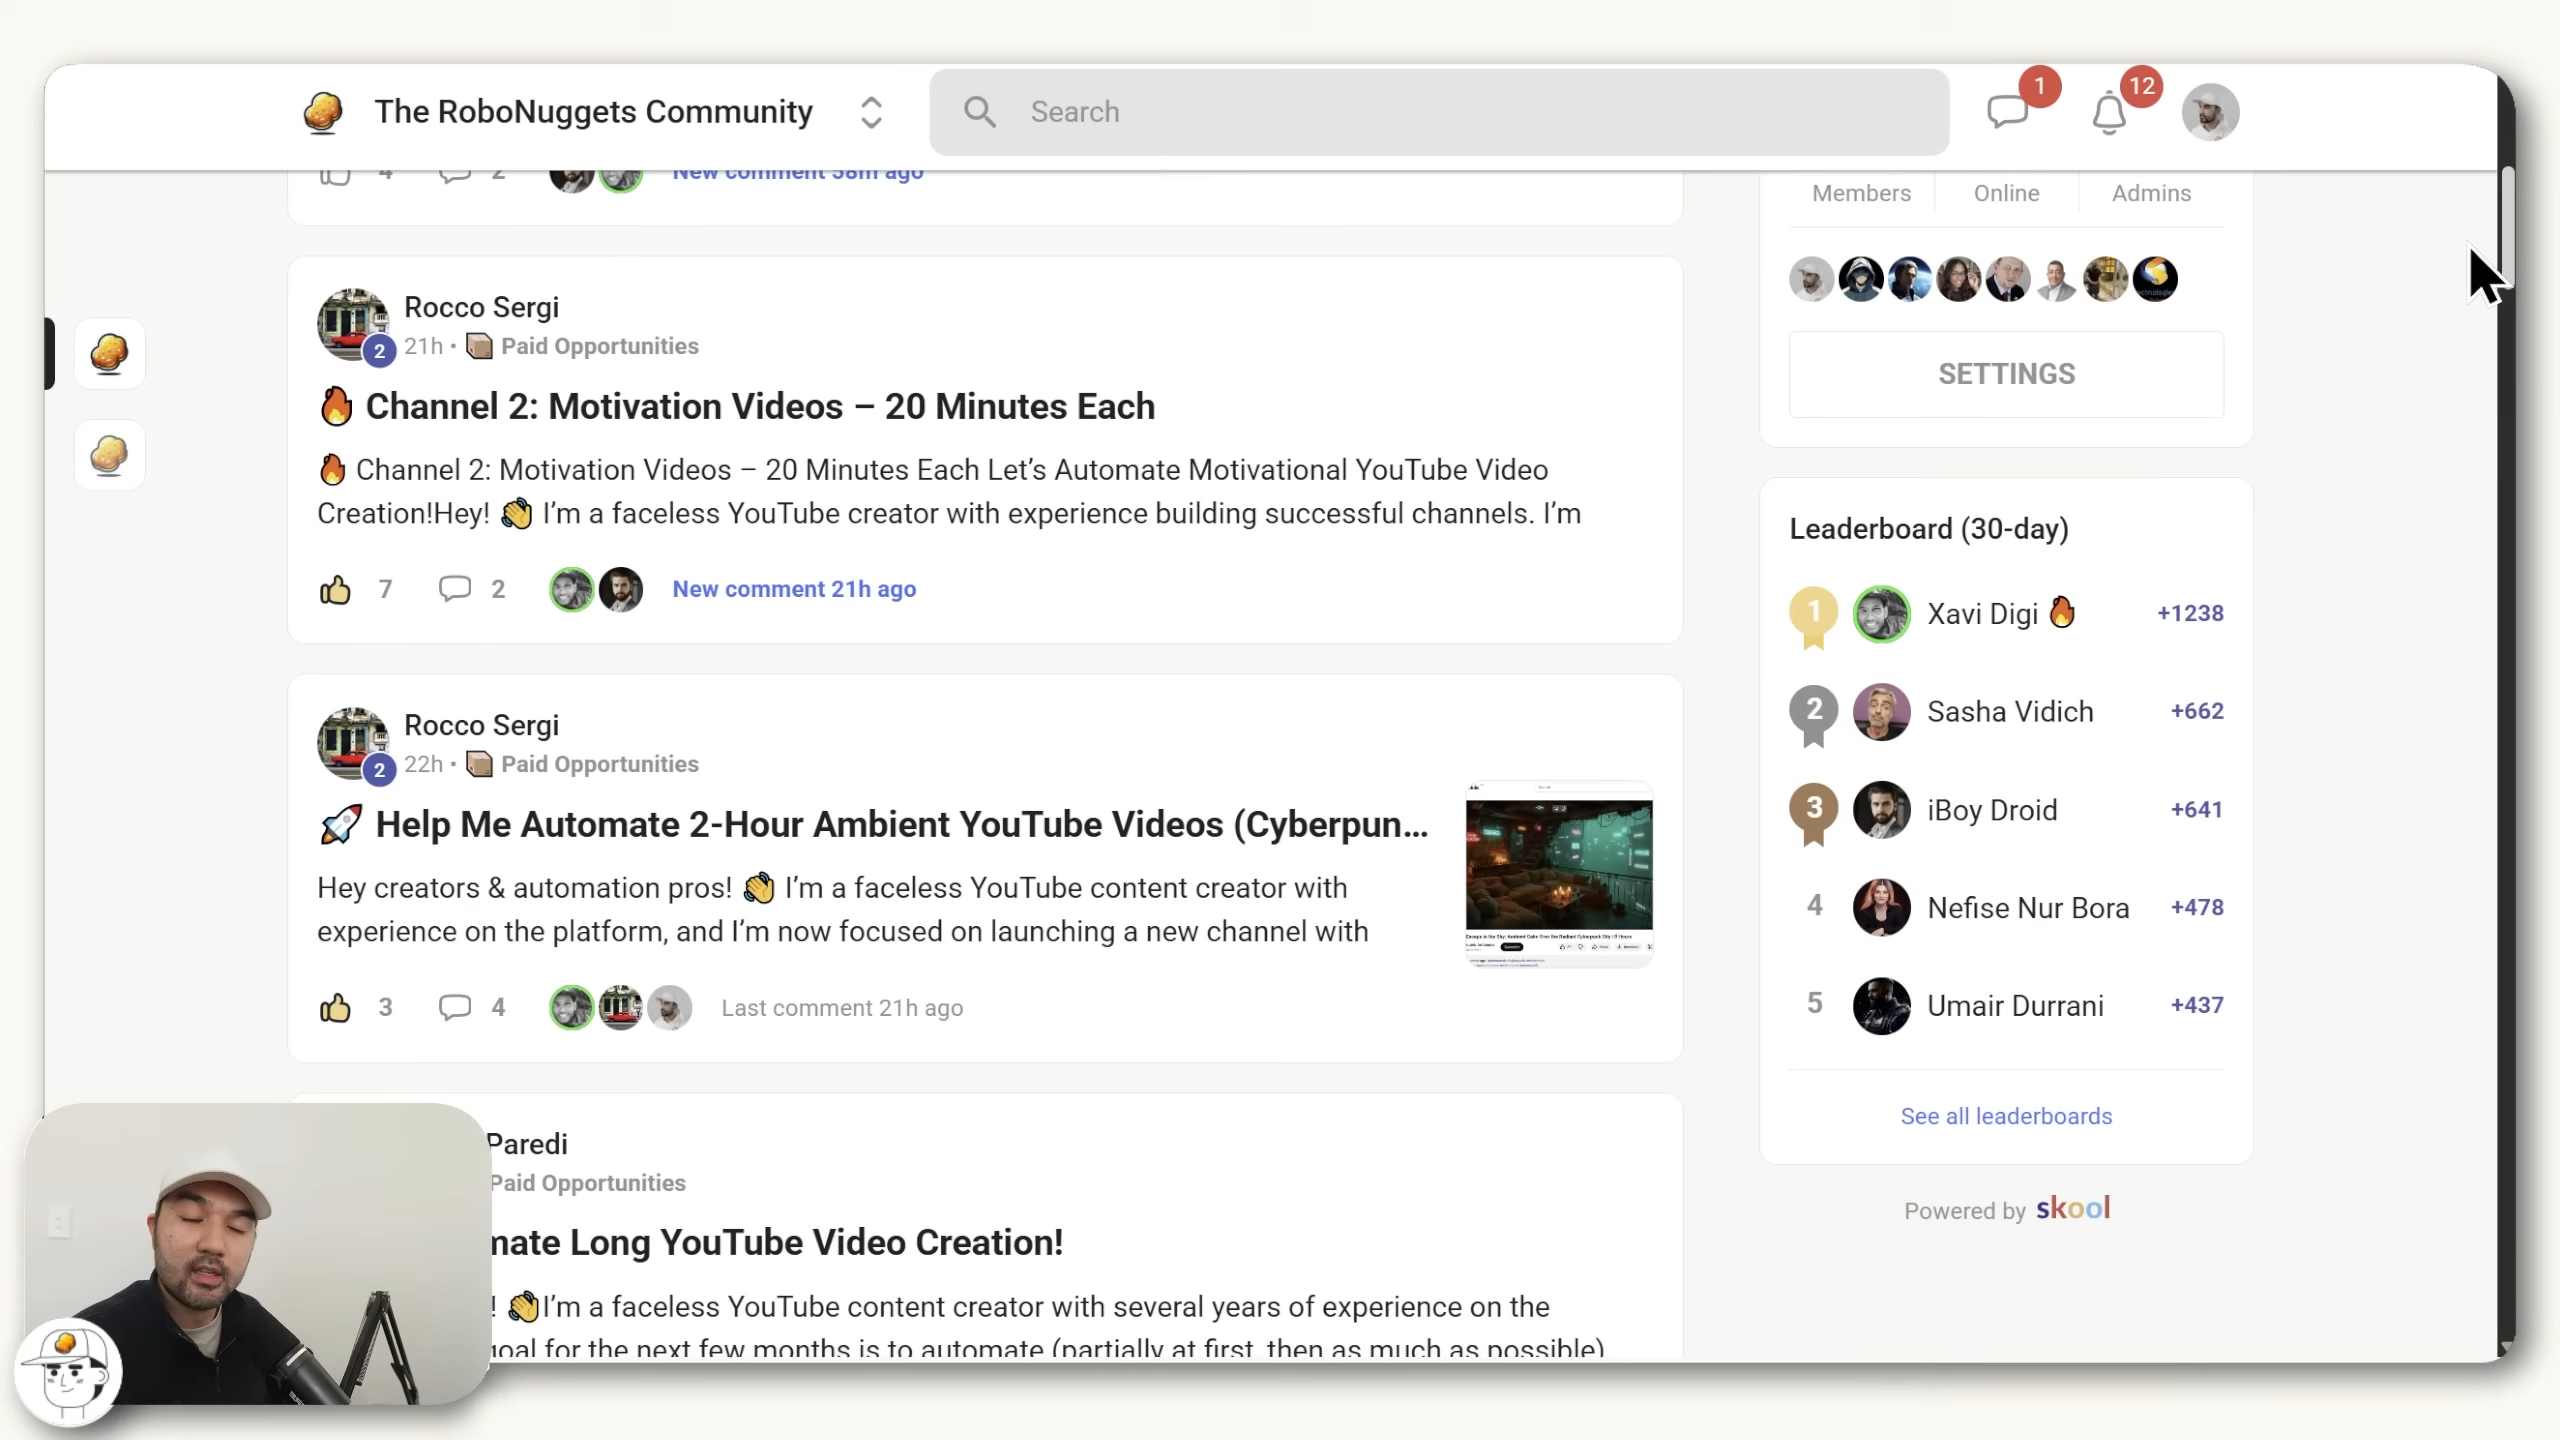 The RoboNuggets Community
Search
1
12
4
2
New comment 58m ago
Members
Online
Admins
SETTINGS
Rocco Sergi
2
21h • Paid Opportunities
🔥 Channel 2: Motivation Videos – 20 Minutes Each
🔥 Channel 2: Motivation Videos – 20 Minutes Each Let’s Automate Motivational YouTube Video
Creation!Hey! 👋 I’m a faceless YouTube creator with experience building successful channels. I’m
7
2
New comment 21h ago
Rocco Sergi
2
22h • Paid Opportunities
🚀 Help Me Automate 2-Hour Ambient YouTube Videos (Cyberpun...
Hey creators & automation pros! 👋 I’m a faceless YouTube content creator with
experience on the platform, and I’m now focused on launching a new channel with
3
4
Last comment 21h ago
Paredi
Paid Opportunities
mate Long YouTube Video Creation!
! 👋I’m a faceless YouTube content creator with several years of experience on the
goal for the next few months is to automate (partially at first, then as much as possible)
Leaderboard (30-day)
1 Xavi Digi 🔥 +1238
2 Sasha Vidich +662
3 iBoy Droid +641
4 Nefise Nur Bora +478
5 Umair Durrani +437
See all leaderboards
Powered by skool